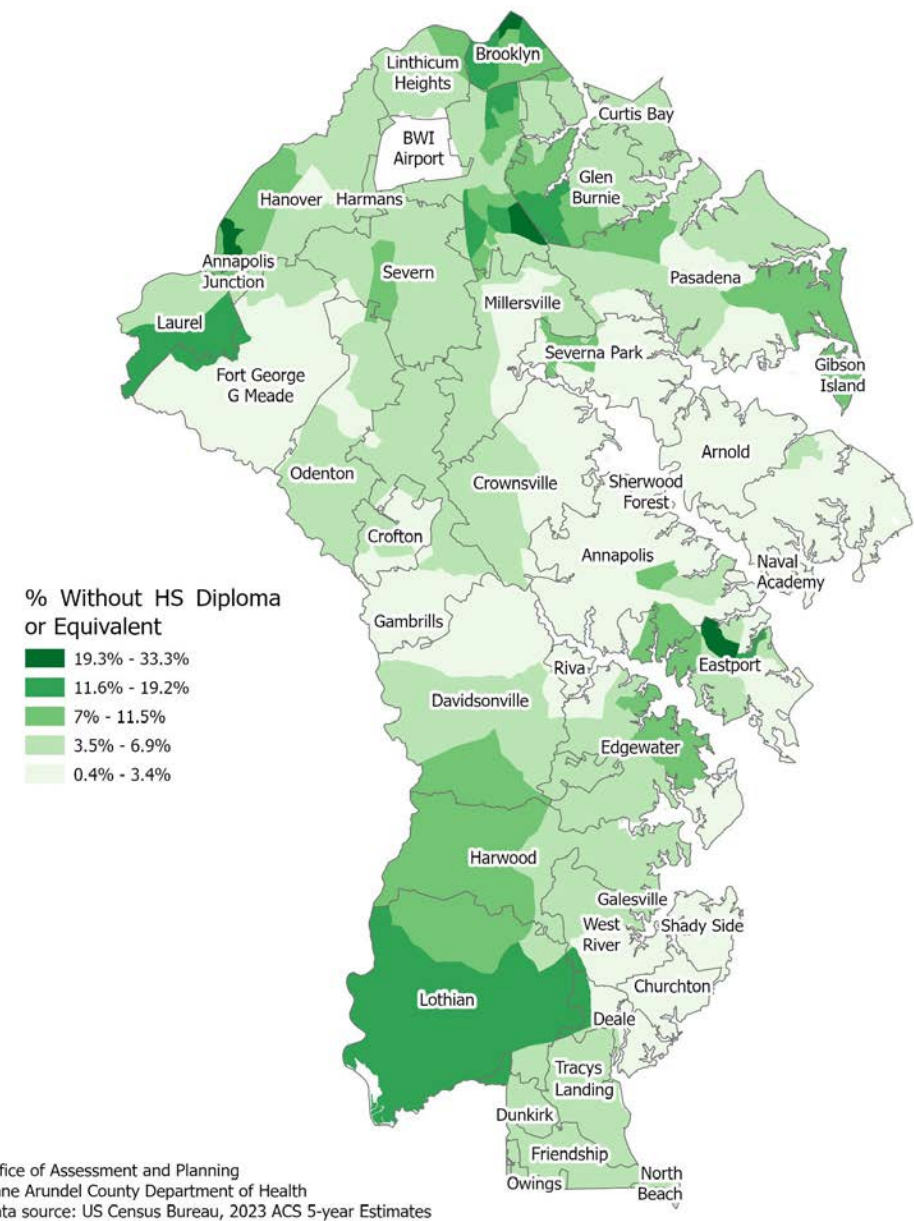 Brooklyn
Linthicum
Heights
Curtis Bay
BWI
Airport
Glen
Burnie
Hanover
Harmans
Annapolis
Junction
Severn
Pasadena
Millersville
Laurel
Severna Park
Gibson
Island
Fort George
G Meade
Arnold
Odenton
Crownsville
Sherwood
Forest
Crofton
Annapolis
Naval
Academy
% Without HS Diploma
or Equivalent
19.3% - 33.3%
11.6% - 19.2%
7% - 11.5%
3.5% - 6.9%
0.4% - 3.4%
Gambrills
Riva
Eastport
Davidsonville
Edgewater
Harwood
Galesville
West
River
Shady Side
Churchton
Lothian
Deale
Tracys
Landing
Dunkirk
Friendship
Owings
North
Beach
fice of Assessment and Planning
ne Arundel County Department of Health
ta source: US Census Bureau, 2023 ACS 5-year Estimates